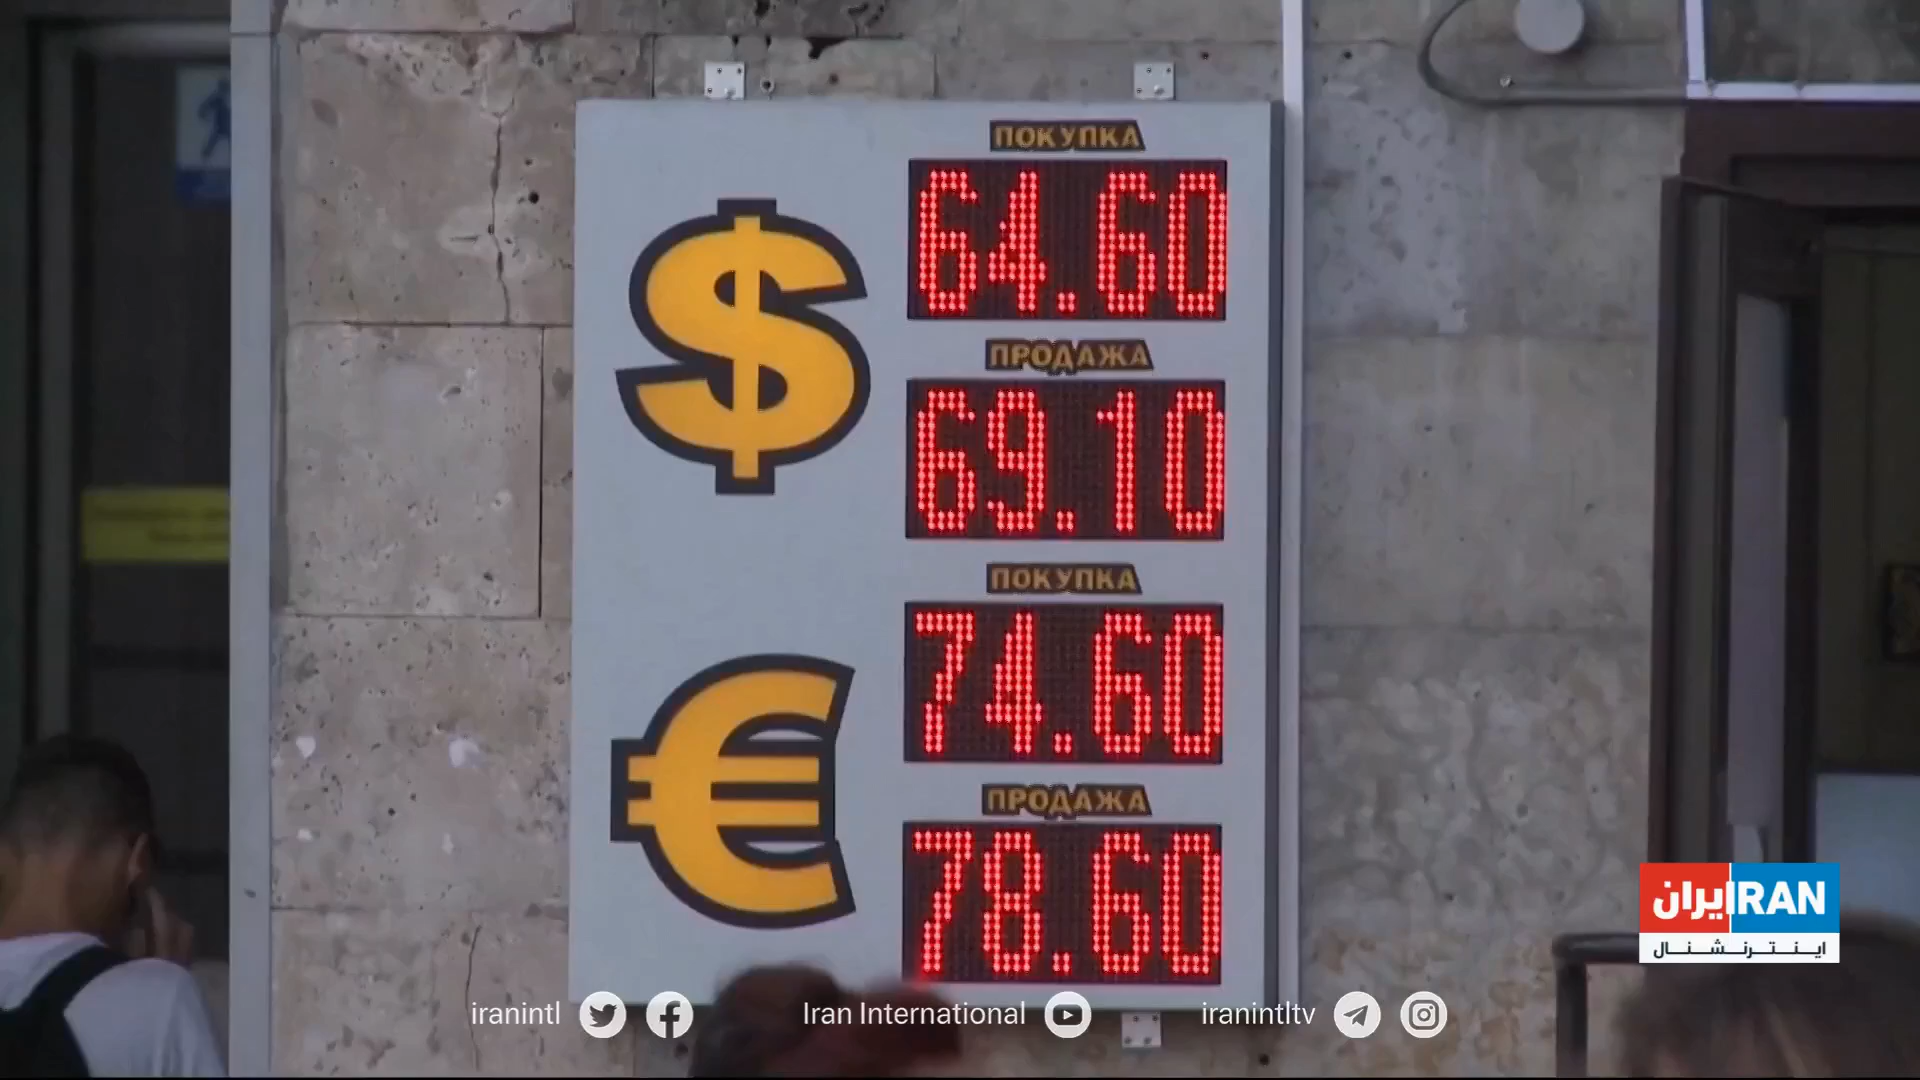 ПОКУПКА
64.60
$
ПРОДАЖА
69.10
ПОКУПКА
74.60
€
ПРОДАЖА
78.60
ایران IRAN
اینترنشنال
iranintl
Iran International
iranintltv